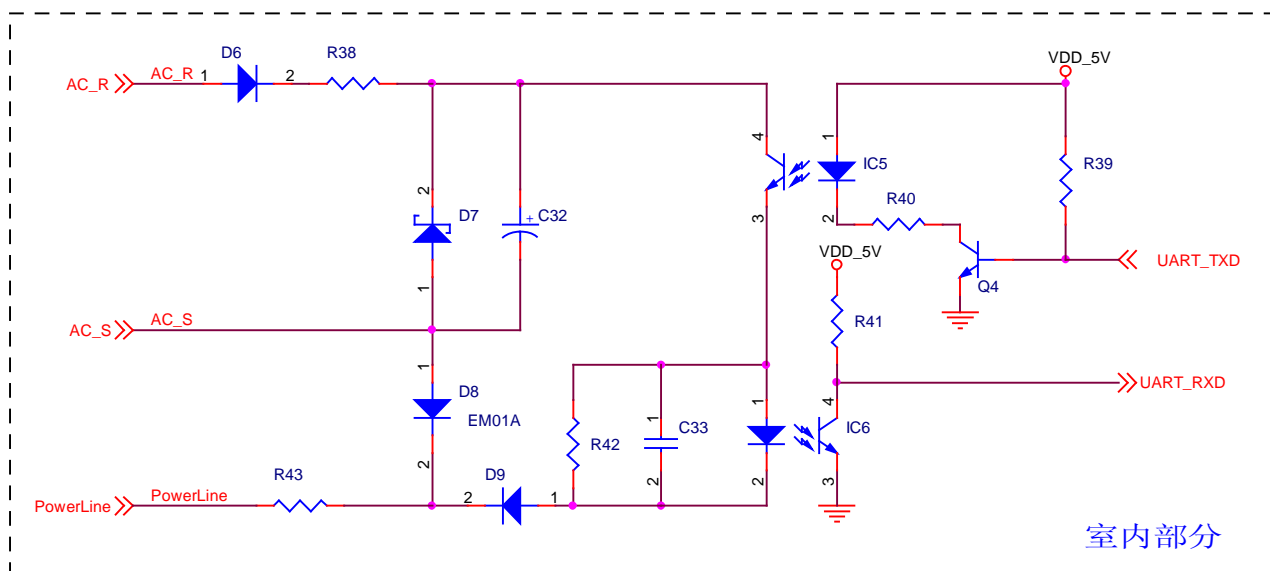 D6
R38
VDD_5V
AC_R
AC_R
1
2
4
1
IC5
R39
2
D7
C32
+
3
2
R40
VDD_5V
UART_TXD
Q4
1
AC_S
AC_S
R41
1
D8
EM01A
UART_RXD
1
1
4
R42
C33
IC6
2
R43
D9
2
2
3
PowerLine
PowerLine
2
1
室内部分